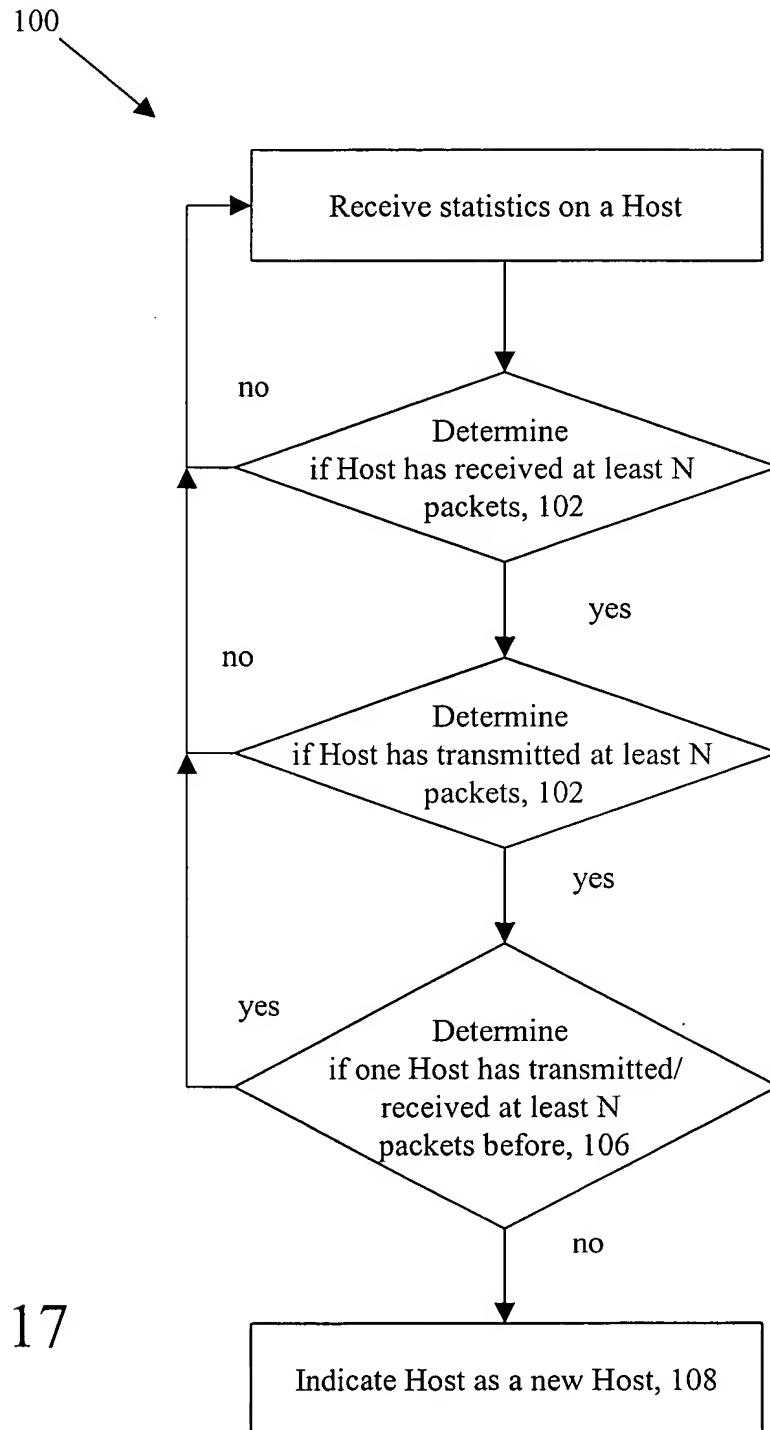 100
Receive statistics on a Host
no
Determine
if Host has received at least N
packets, 102
yes
no
Determine
if Host has transmitted at least N
packets, 102
yes
yes
Determine
if one Host has transmitted/
received at least N
packets before, 106
no
17
Indicate Host as a new Host, 108